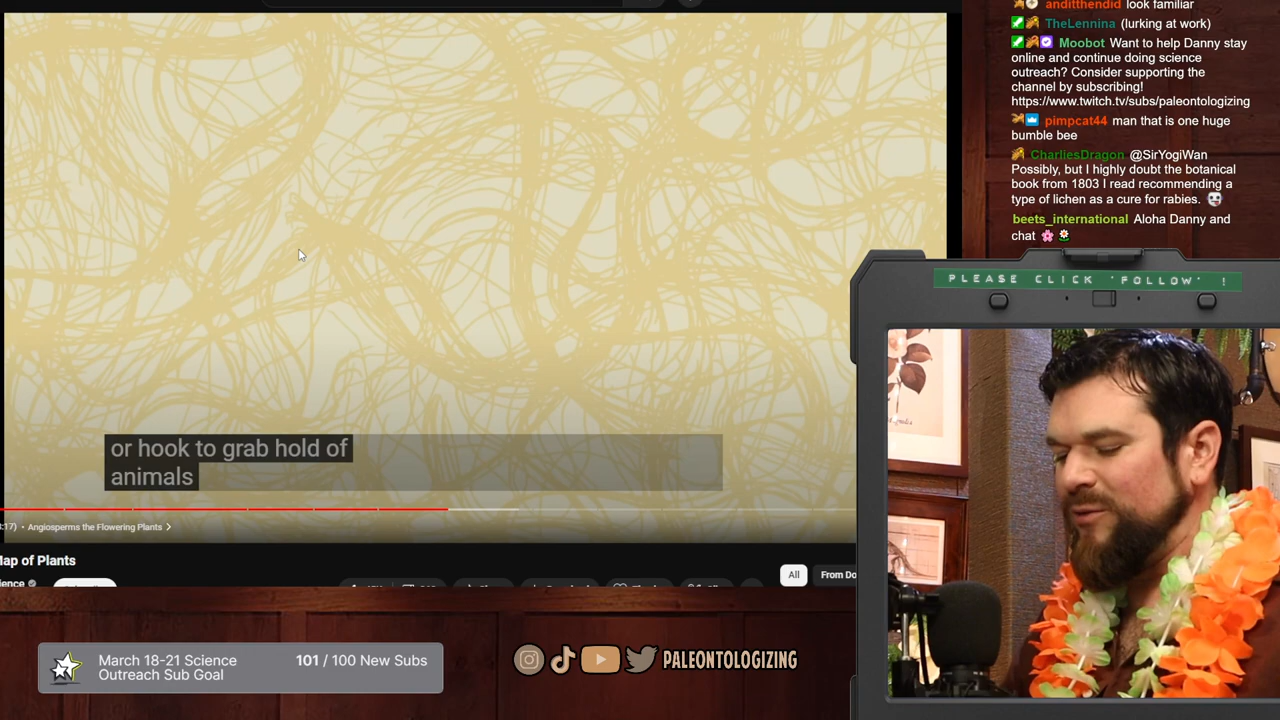 anditthendid look familiar
TheLennina (lurking at work)
Moobot Want to help Danny stay
online and continue doing science
outreach? Consider supporting the
channel by subscribing!
https://www.twitch.tv/subs/paleontologizing
pimpcat44 man that is one huge
bumble bee
CharliesDragon @SirYogiWan
Possibly, but I highly doubt the botanical
book from 1803 I read recommending a
type of lichen as a cure for rabies.
beets_international Aloha Danny and
chat
PLEASE CLICK 'FOLLOW' !
or hook to grab hold of
animals
:17) • Angiosperms the Flowering Plants >
Map of Plants
ience
All
From Do
March 18-21 Science
Outreach Sub Goal
101 / 100 New Subs
PALEONTOLOGIZING